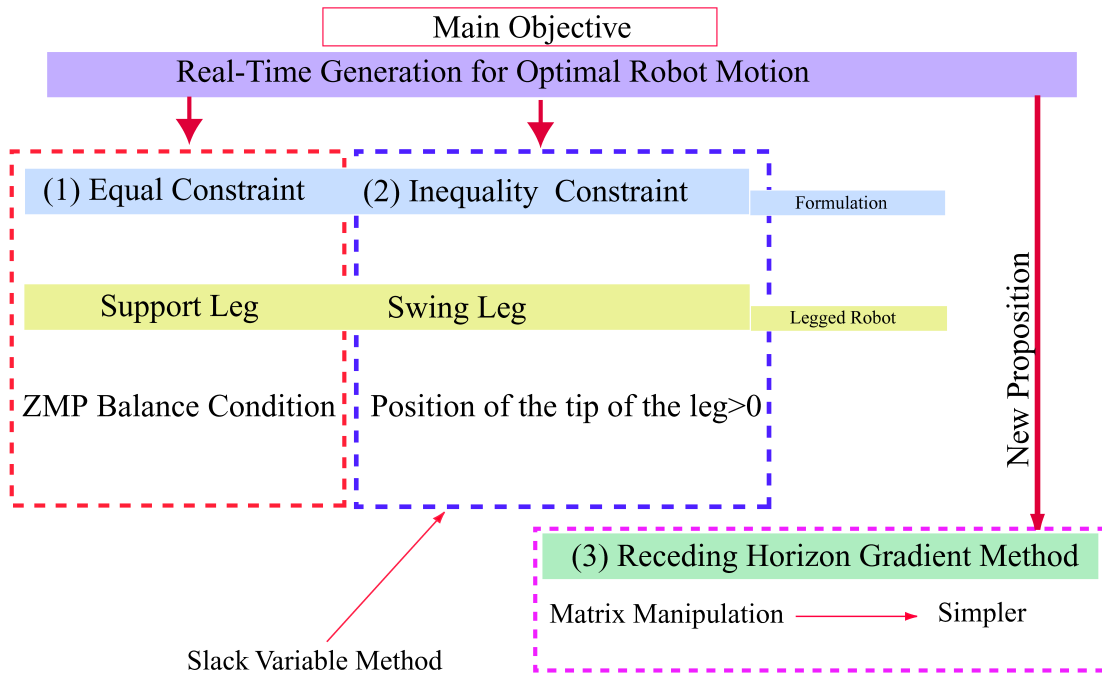 Main Objective
Real-Time Generation for Optimal Robot Motion
(1) Equal Constraint
(2) Inequality Constraint
Formulation
Support Leg
Swing Leg
Legged Robot
ZMP Balance Condition
Position of the tip of the leg>0
New Proposition
(3) Receding Horizon Gradient Method
Matrix Manipulation
Simpler
Slack Variable Method